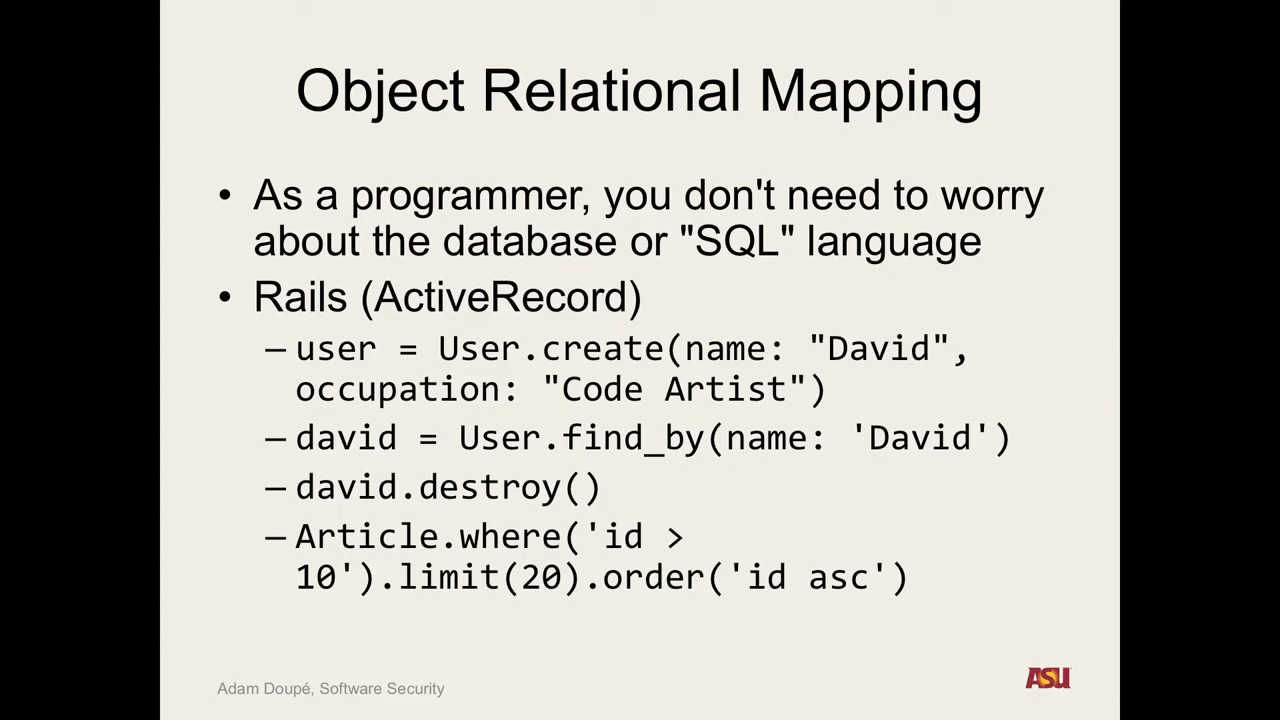 Object Relational Mapping
• As a programmer, you don't need to worry
about the database or "SQL" language
• Rails (ActiveRecord)
– user = User.create(name: "David",
occupation: "Code Artist")
– david = User.find_by(name: 'David')
– david.destroy()
– Article.where('id >
10').limit(20).order('id asc')
Adam Doupé, Software Security
ASU